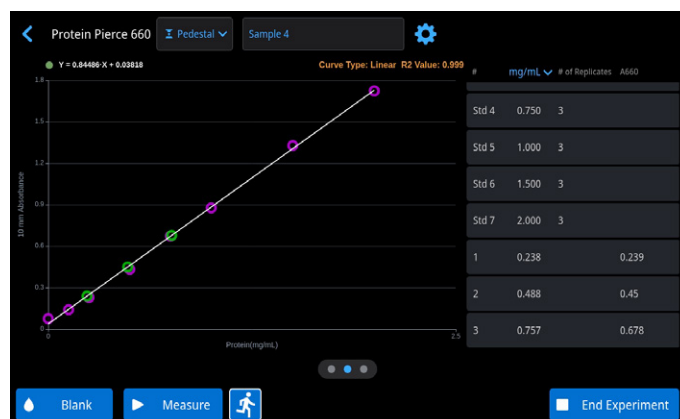 Protein Pierce 660 Pedestal Sample 4
Y = 0.84486·X + 0.03818 Curve Type: Linear R2 Value: 0.999
# mg/mL # of Replicates A660
1.8
1.5
1.2
0.9
0.6
0.3
0
10 mm Absorbance
0 2.5
Protein(mg/mL)
Std 4 0.750 3
Std 5 1.000 3
Std 6 1.500 3
Std 7 2.000 3
1 0.238 0.239
2 0.488 0.45
3 0.757 0.678
Blank Measure End Experiment